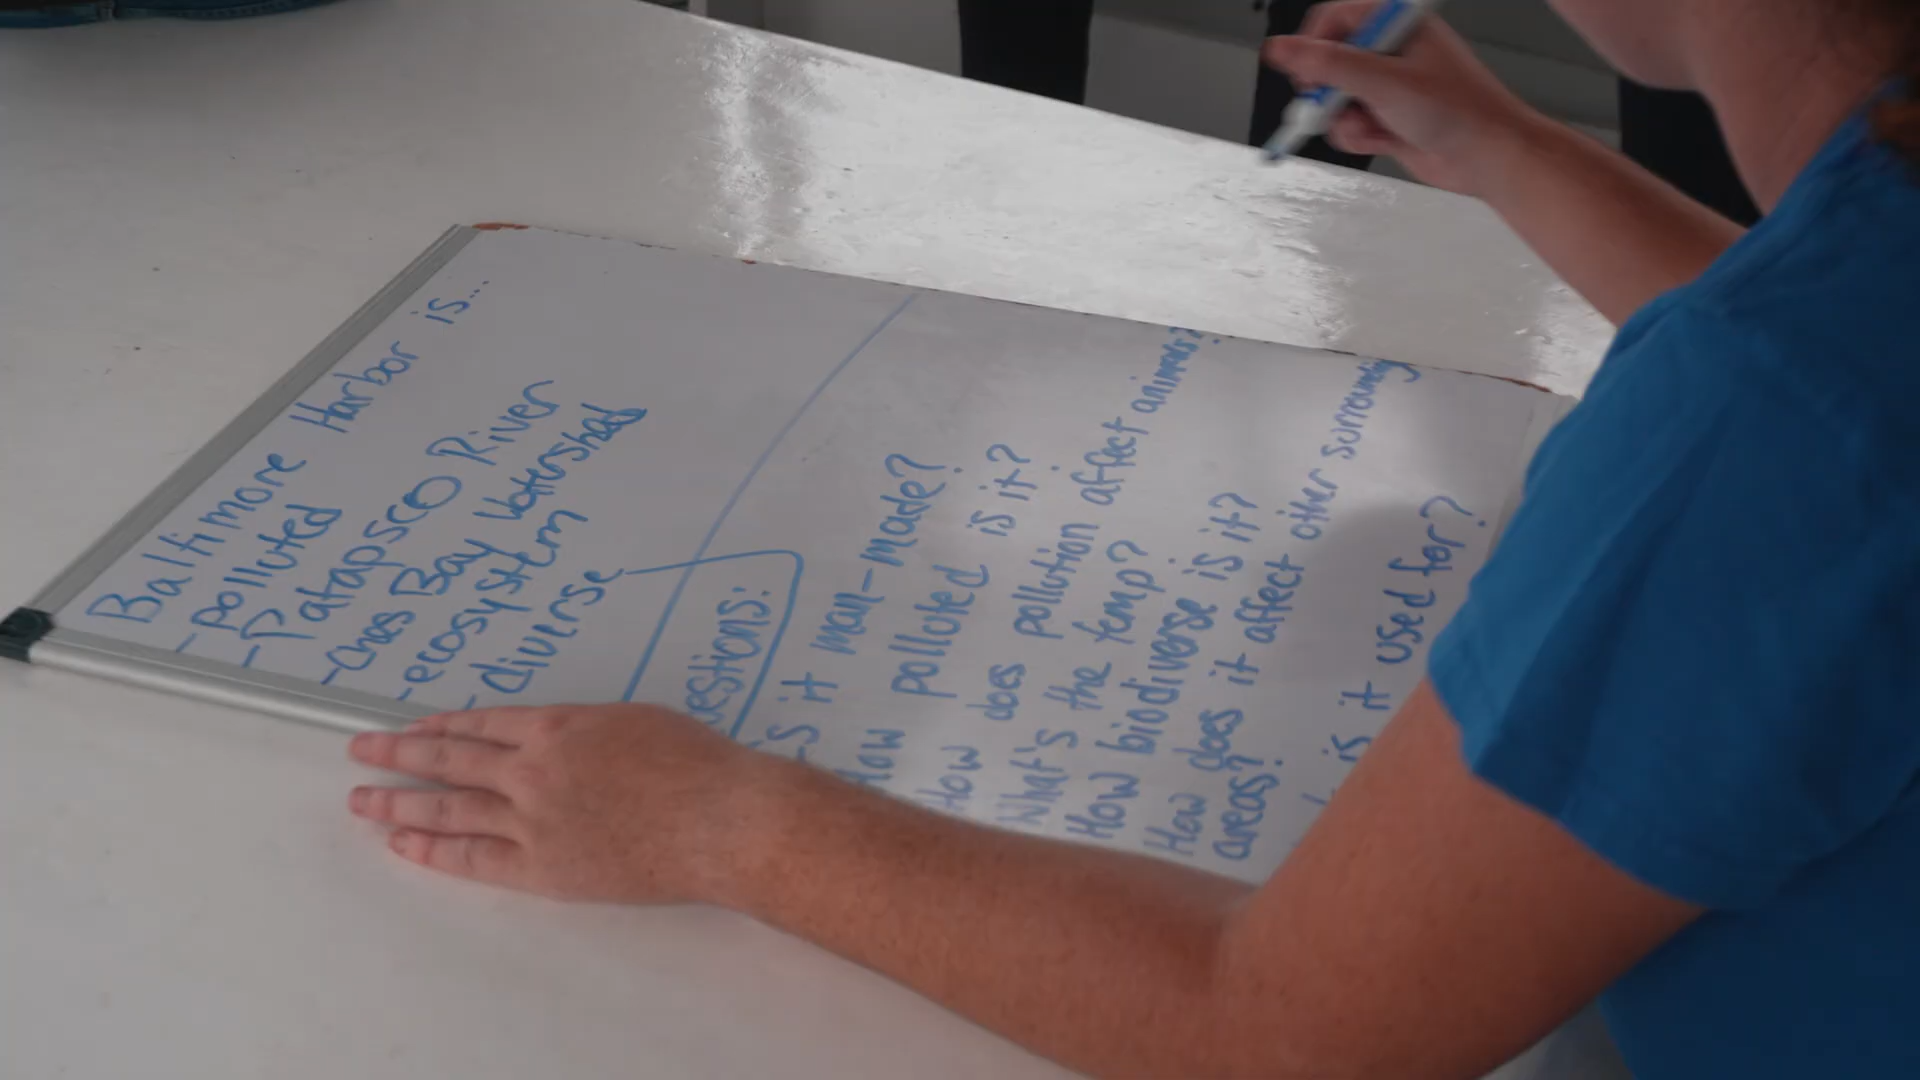 Baltimore Harbor is...
- polluted
- Patapsco River
- Ches Bay Watershed
- ecosystem
- diverse
estions:
Is it man-made?
How polluted is it?
How does pollution affect animals?
What's the temp?
How biodiverse is it?
How does it affect other surrounding
areas?
is it used for?